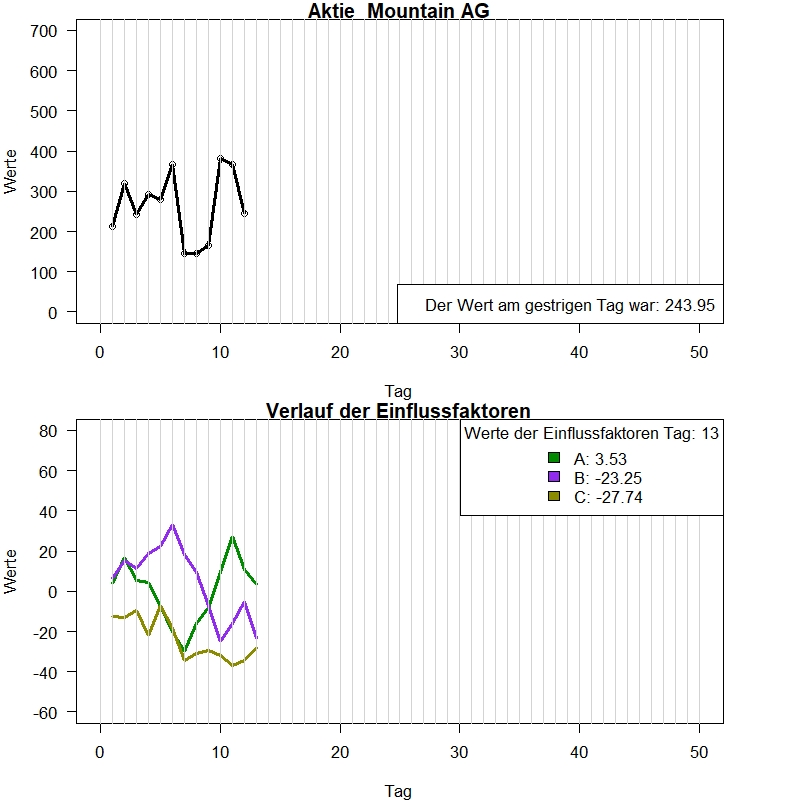 Aktie  Mountain AG
Werte
700
600
500
400
300
200
100
0
Der Wert am gestrigen Tag war: 243.95
0 10 20 30 40 50
Tag
Verlauf der Einflussfaktoren
Werte
80
60
40
20
0
-20
-40
-60
Werte der Einflussfaktoren Tag: 13
A: 3.53
B: -23.25
C: -27.74
0 10 20 30 40 50
Tag